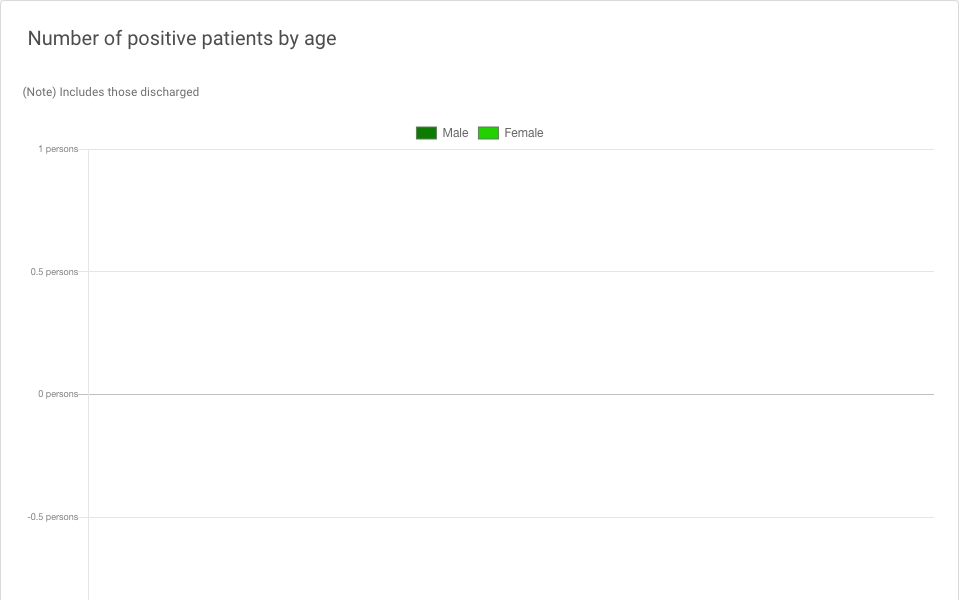 Number of positive patients by age
(Note) Includes those discharged
Male Female
1 persons
0.5 persons
0 persons
-0.5 persons